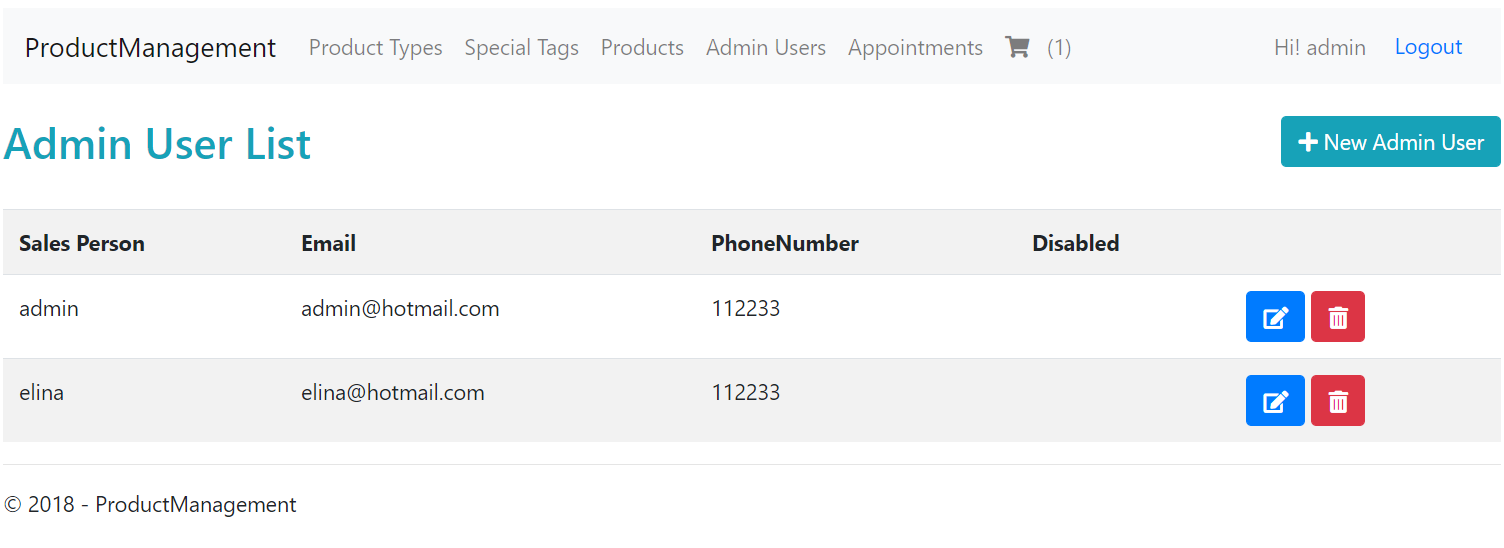 ProductManagement Product Types Special Tags Products Admin Users Appointments (1) Hi! admin Logout
Admin User List
New Admin User
Sales Person Email PhoneNumber Disabled
admin admin@hotmail.com 112233
elina elina@hotmail.com 112233
© 2018 - ProductManagement